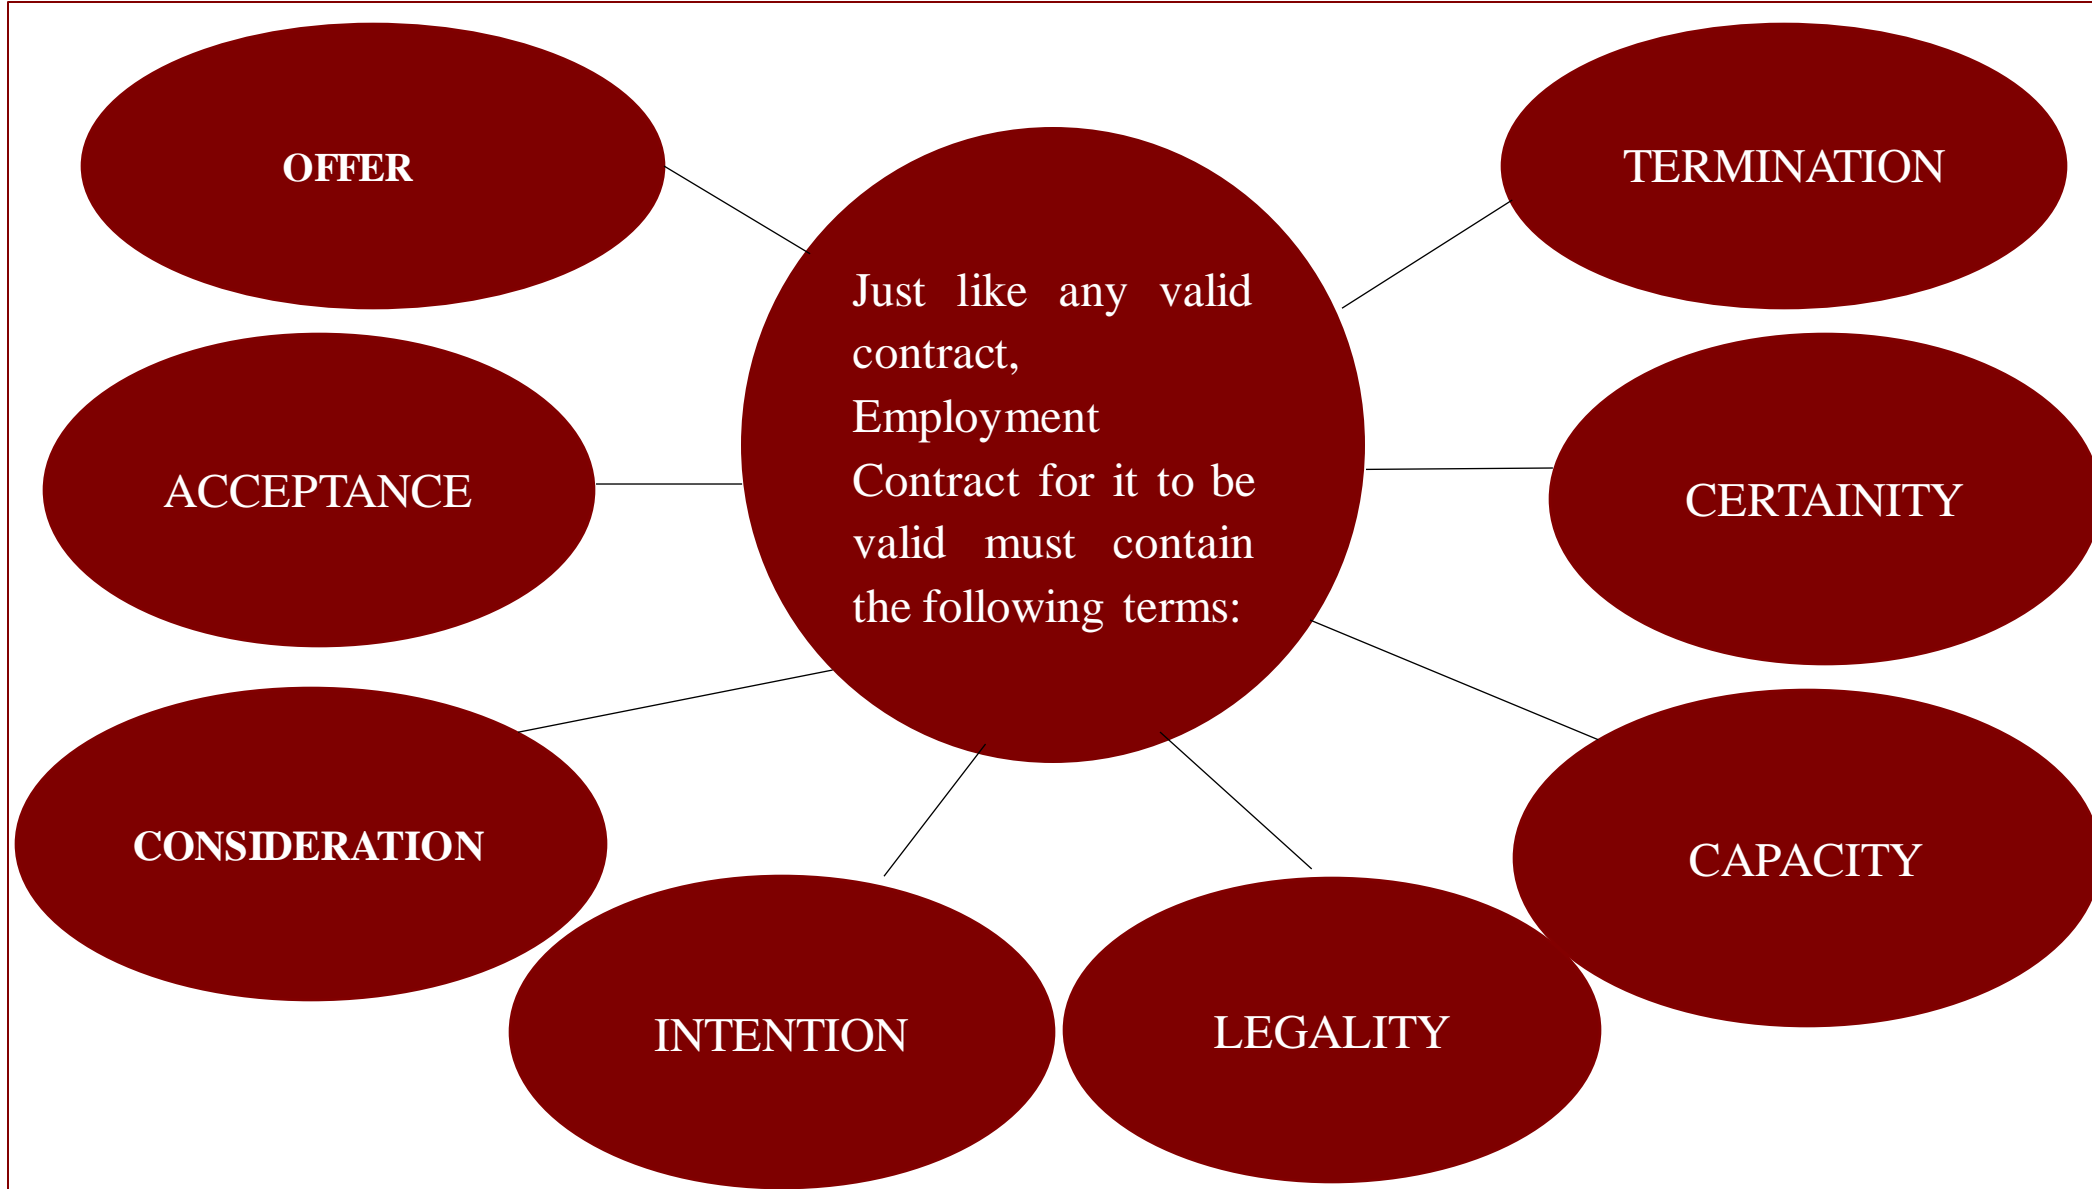 OFFER
TERMINATION
Just like any valid
contract,
Employment
Contract for it to be
valid must contain
the following terms:
ACCEPTANCE
CERTAINITY
CONSIDERATION
CAPACITY
INTENTION
LEGALITY